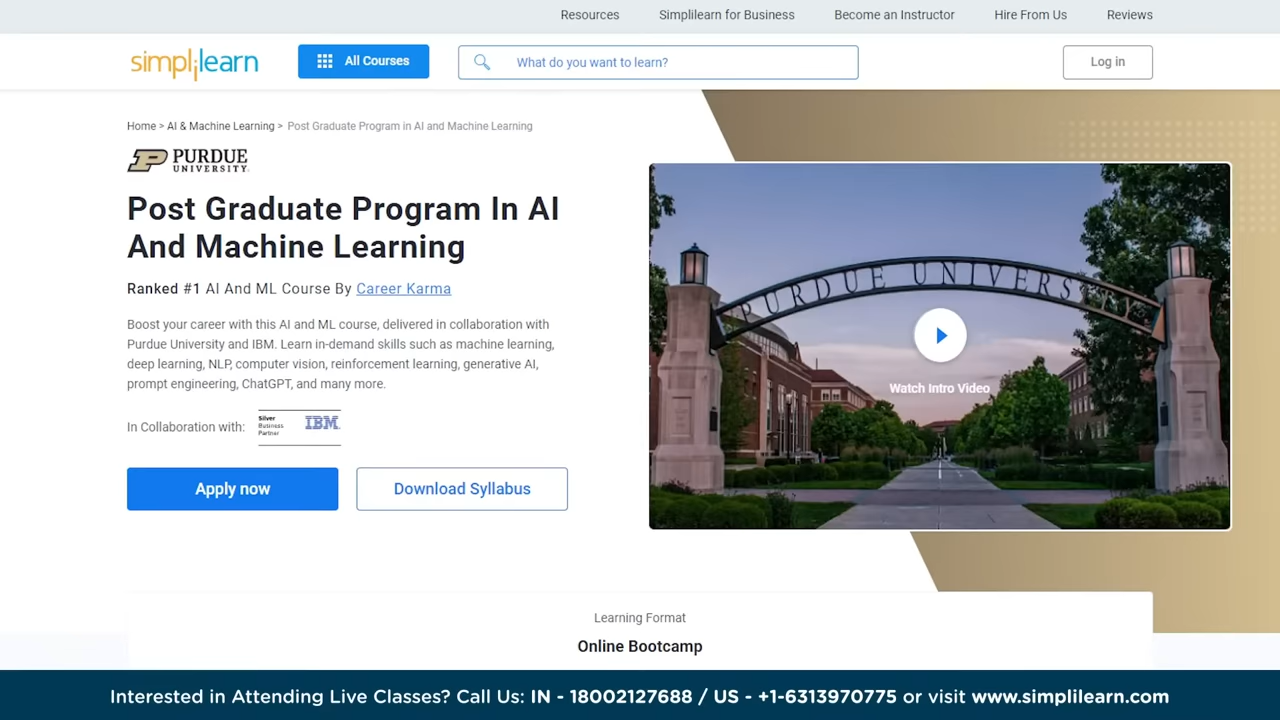 Resources Simplilearn for Business Become an Instructor Hire From Us Reviews
simplilearn All Courses What do you want to learn? Log in
Home > AI & Machine Learning > Post Graduate Program in AI and Machine Learning
PURDUE
UNIVERSITY.
Post Graduate Program In AI
And Machine Learning
Ranked #1 AI And ML Course By Career Karma
Boost your career with this AI and ML course, delivered in collaboration with
Purdue University and IBM. Learn in-demand skills such as machine learning,
deep learning, NLP, computer vision, reinforcement learning, generative AI,
prompt engineering, ChatGPT, and many more.
In Collaboration with:
Silver
Business
Partner
IBM
Apply now Download Syllabus
PURDUE UNIVERSITY
Watch Intro Video
Learning Format
Online Bootcamp
Interested in Attending Live Classes? Call Us: IN - 18002127688 / US - +1-6313970775 or visit www.simplilearn.com